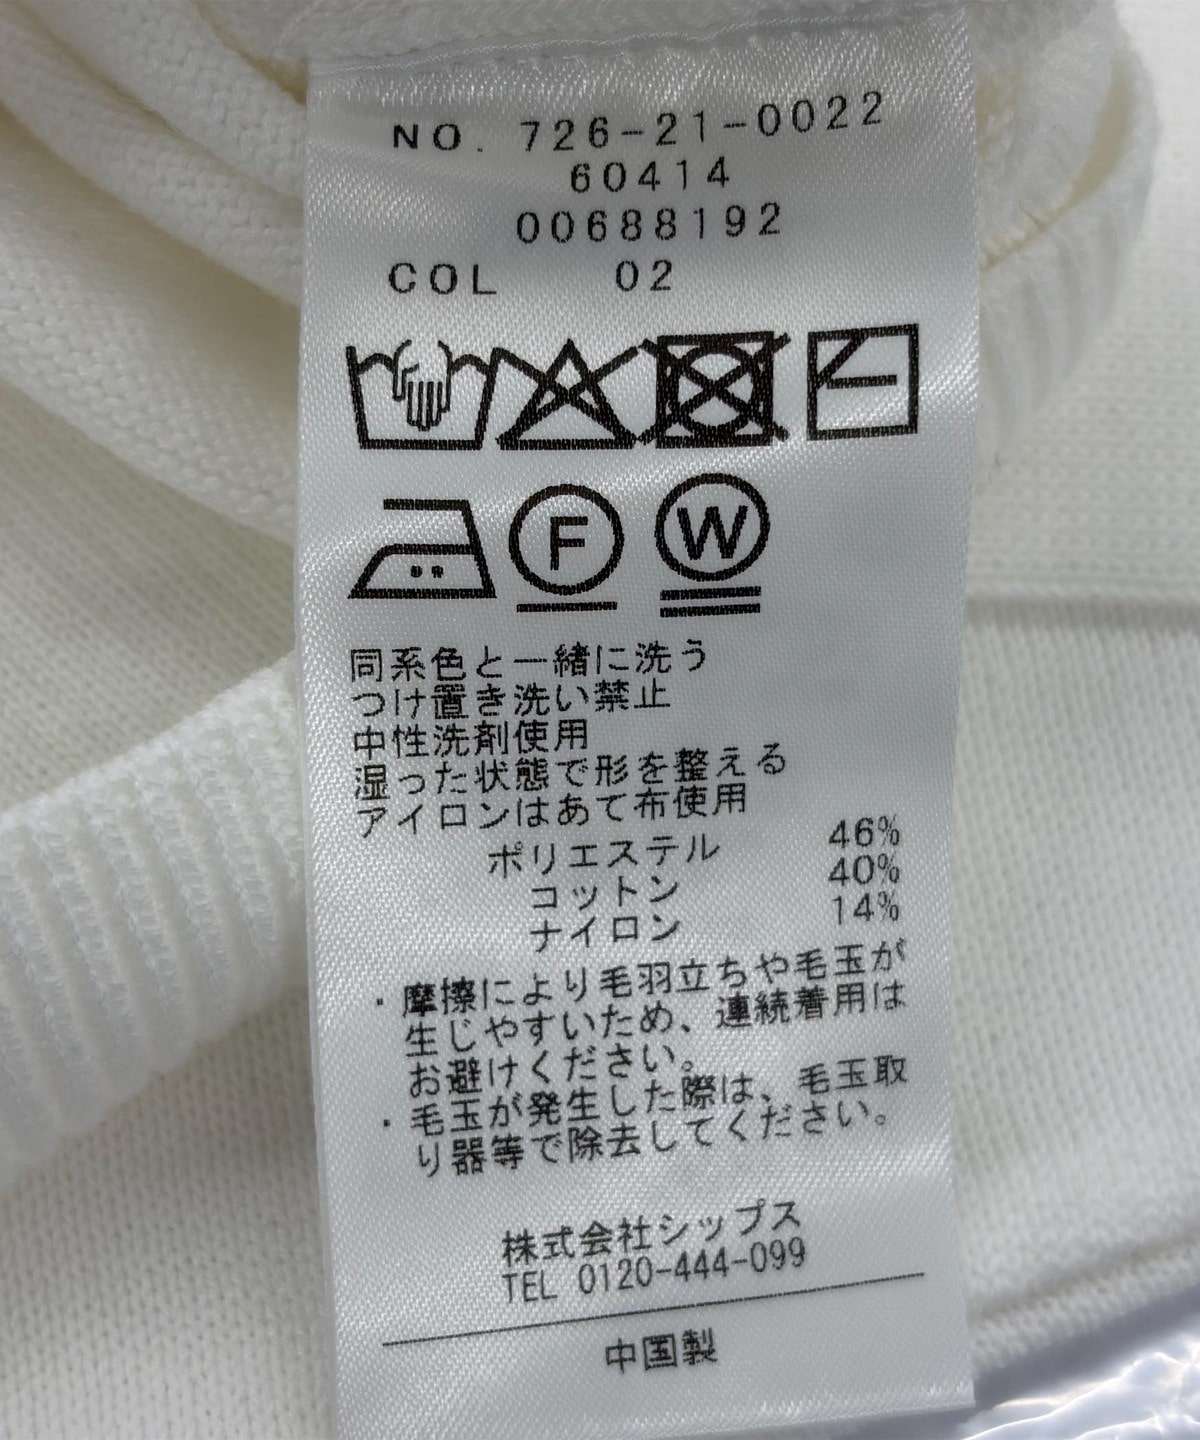 NO. 726-21-0022
60414
00688192
COL 02
F
W
同系色と一緒に洗う
つけ置き洗い禁止
中性洗剤使用
湿った状態で形を整える
アイロンはあて布使用
ポリエステル 46%
コットン 40%
ナイロン 14%
・摩擦により毛羽立ちや毛玉が
生じやすいため、連続着用は
お避けください。
・毛玉が発生した際は、毛玉取
り器等で除去してください。
株式会社シップス
TEL 0120-444-099
中国製